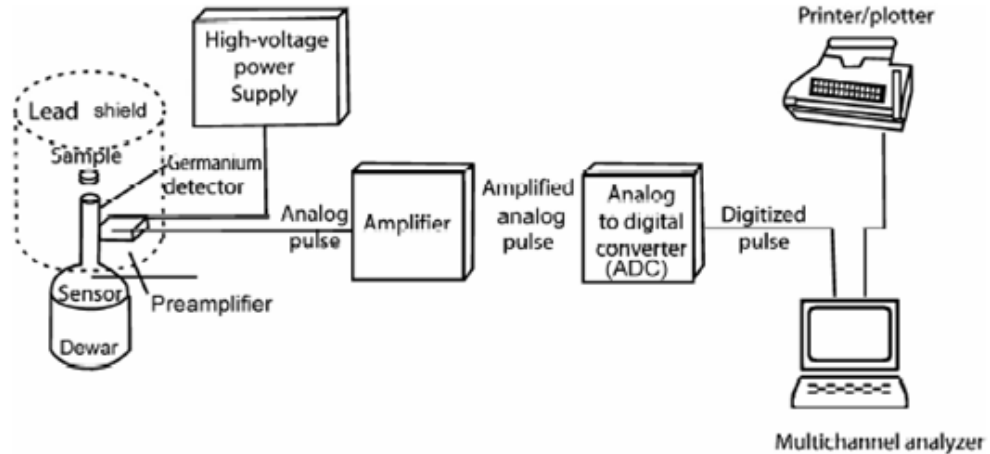 Printer/plotter
High-voltage
power
Supply
Lead shield
Sample
Germanium
detector
Analog
pulse
Amplifier
Amplified
analog
pulse
Analog
to digital
converter
(ADC)
Digitized
pulse
Sensor
Preamplifier
Dewar
Multichannel analyzer